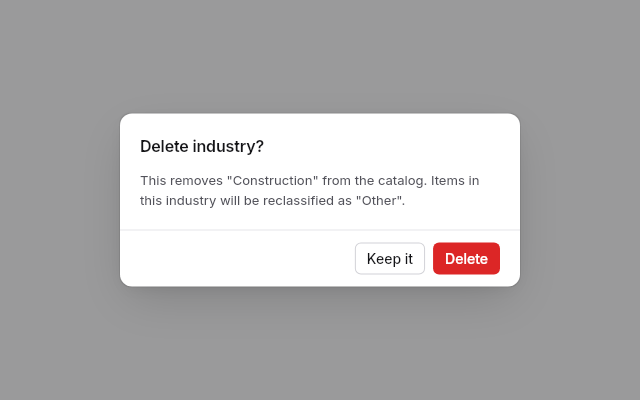 Delete industry?
This removes "Construction" from the catalog. Items in
this industry will be reclassified as "Other".
Keep it
Delete